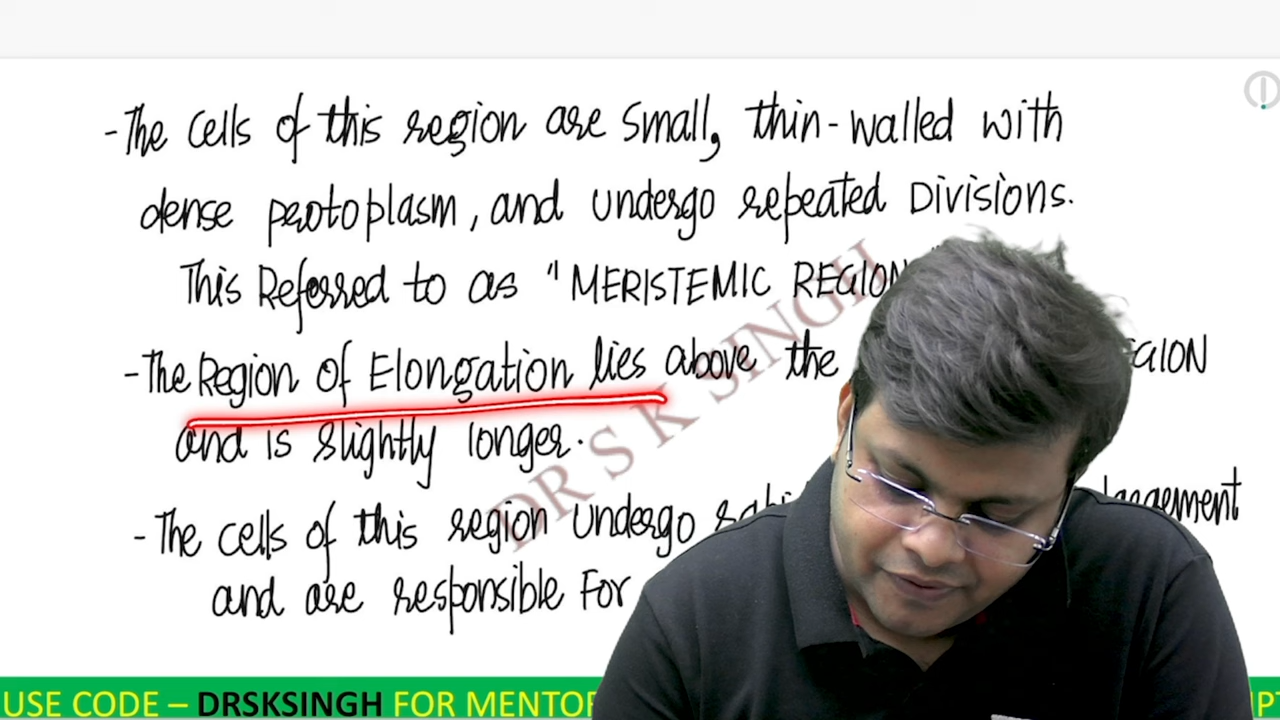 -The cells of this region are small, thin-walled with
dense protoplasm, and undergo repeated Divisions.
This Referred to as "MERISTEMIC REGION
-The Region of Elongation lies above the
and is slightly longer.
-The cells of this region undergo
and are responsible For
DR S K SINGH
USE CODE – DRSKSINGH FOR